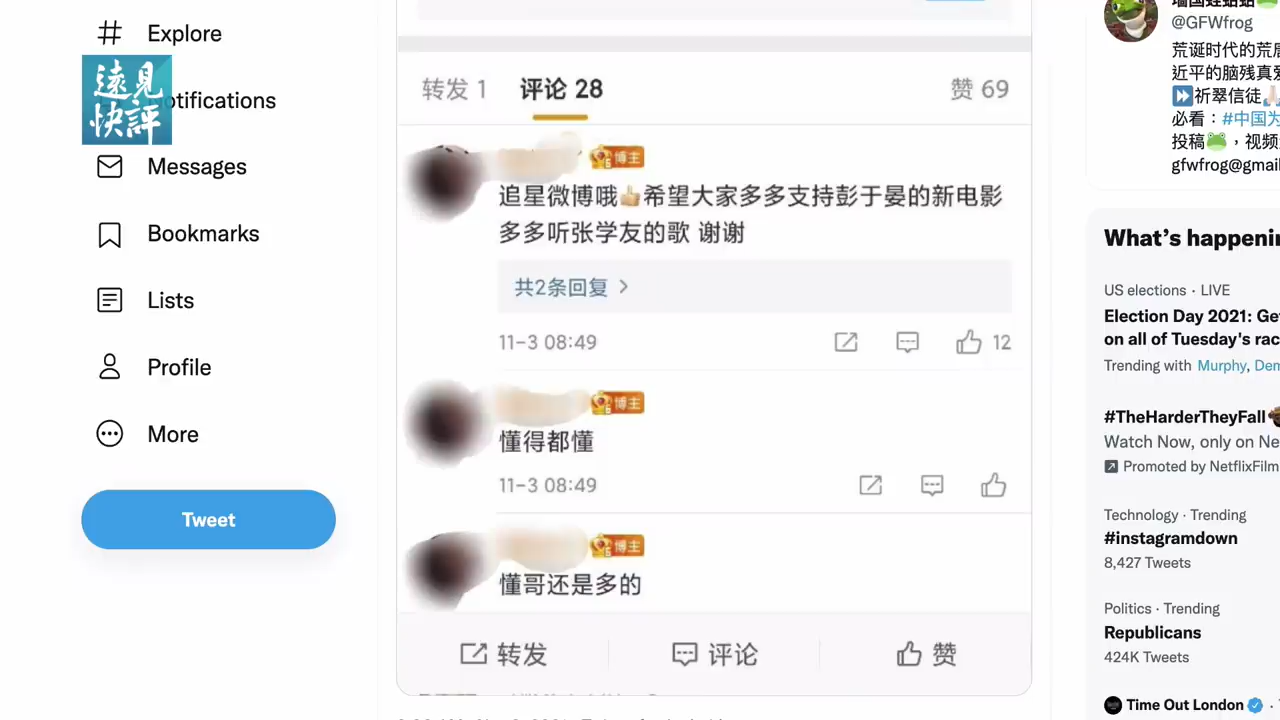 Explore
遠見
快評
otifications
Messages
Bookmarks
Lists
Profile
More
Tweet
转发 1
评论 28
赞 69
博主
追星微博哦👍希望大家多多支持彭于晏的新电影
多多听张学友的歌 谢谢
共2条回复 >
11-3 08:49
12
博主
懂得都懂
11-3 08:49
博主
懂哥还是多的
转发
评论
赞
@GFWfrog
荒诞时代的荒
近平的脑残真
⏩祈翠信徒🙏
必看：#中国为
投稿🐸，视频
gfwfrog@gmai
What's happenin
US elections · LIVE
Election Day 2021: Ge
on all of Tuesday's rac
Trending with Murphy, Dem
#TheHarderTheyFall
Watch Now, only on Ne
Promoted by NetflixFilm
Technology · Trending
#instagramdown
8,427 Tweets
Politics · Trending
Republicans
424K Tweets
Time Out London